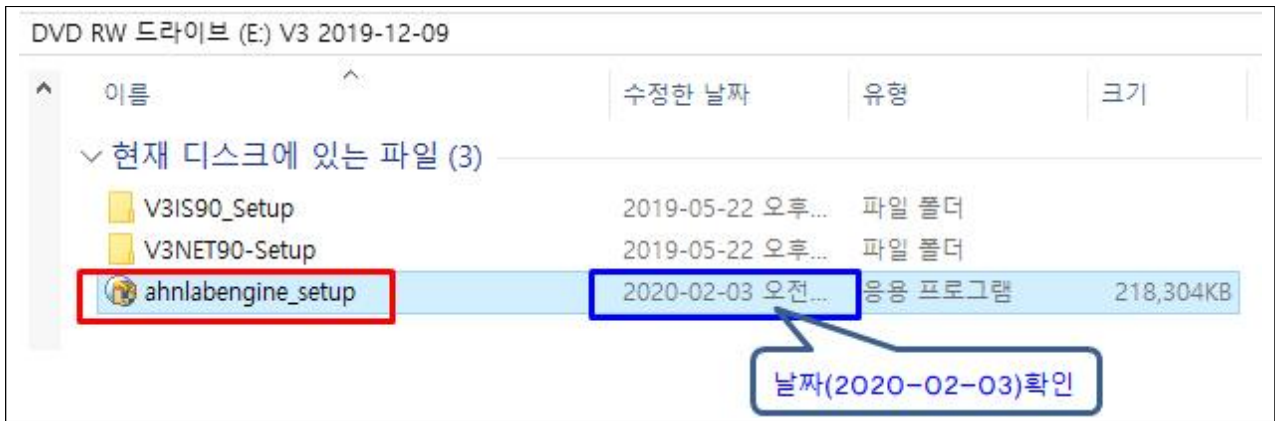 DVD RW 드라이브 (E:) V3 2019-12-09
이름 수정한 날짜 유형 크기
현재 디스크에 있는 파일 (3)
V3IS90_Setup 2019-05-22 오후... 파일 폴더
V3NET90-Setup 2019-05-22 오후... 파일 폴더
ahnlabengine_setup 2020-02-03 오전... 응용 프로그램 218,304KB
날짜(2020-02-03)확인